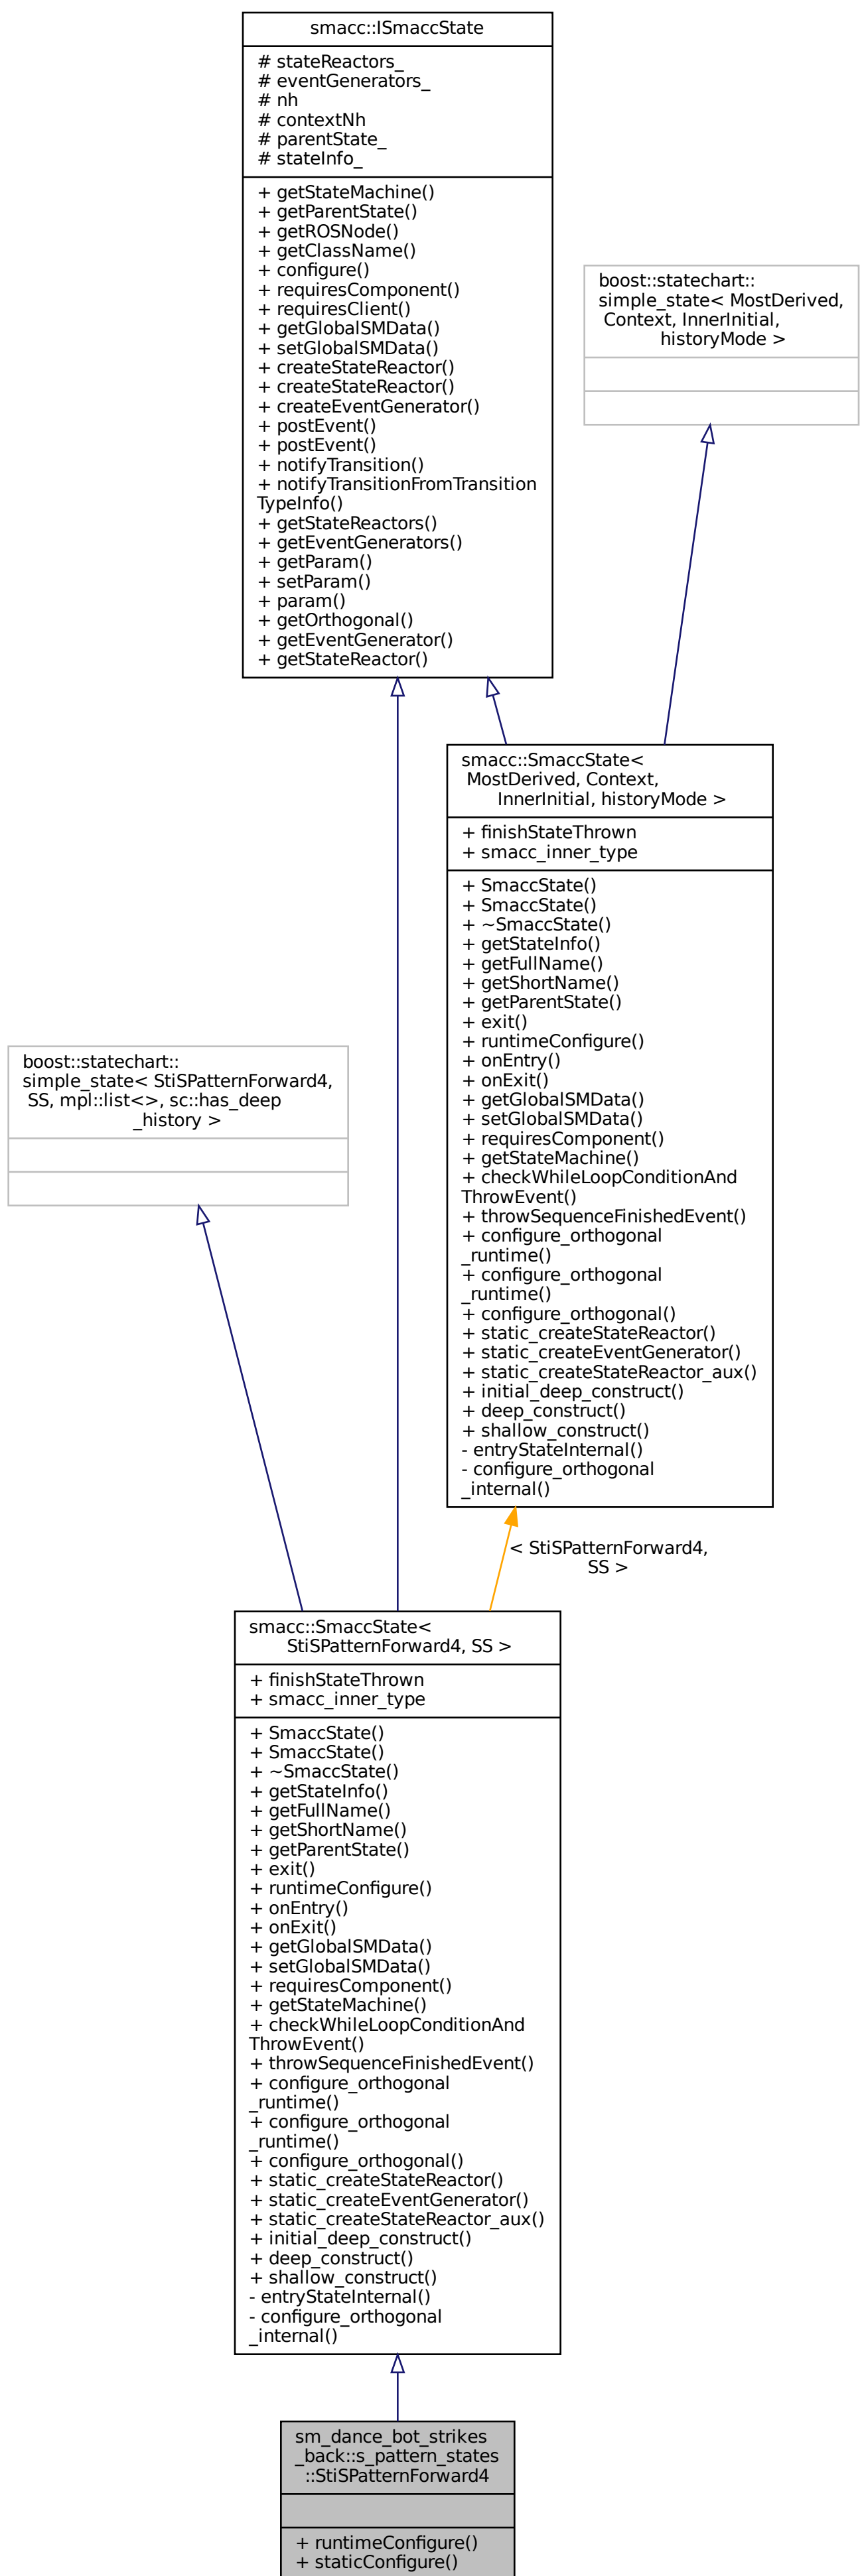 smacc::ISmaccState
# stateReactors_
# eventGenerators_
# nh
# contextNh
# parentState_
# stateInfo_
+ getStateMachine()
+ getParentState()
+ getROSNode()
+ getClassName()
+ configure()
+ requiresComponent()
+ requiresClient()
+ getGlobalSMData()
+ setGlobalSMData()
+ createStateReactor()
+ createStateReactor()
+ createEventGenerator()
+ postEvent()
+ postEvent()
+ notifyTransition()
+ notifyTransitionFromTransition
TypeInfo()
+ getStateReactors()
+ getEventGenerators()
+ getParam()
+ setParam()
+ param()
+ getOrthogonal()
+ getEventGenerator()
+ getStateReactor()
boost::statechart::
simple_state< MostDerived,
Context, InnerInitial,
historyMode >
smacc::SmaccState<
MostDerived, Context,
InnerInitial, historyMode >
+ finishStateThrown
+ smacc_inner_type
+ SmaccState()
+ SmaccState()
+ ~SmaccState()
+ getStateInfo()
+ getFullName()
+ getShortName()
+ getParentState()
+ exit()
+ runtimeConfigure()
+ onEntry()
+ onExit()
+ getGlobalSMData()
+ setGlobalSMData()
+ requiresComponent()
+ getStateMachine()
+ checkWhileLoopConditionAnd
ThrowEvent()
+ throwSequenceFinishedEvent()
+ configure_orthogonal
_runtime()
+ configure_orthogonal
_runtime()
+ configure_orthogonal()
+ static_createStateReactor()
+ static_createEventGenerator()
+ static_createStateReactor_aux()
+ initial_deep_construct()
+ deep_construct()
+ shallow_construct()
- entryStateInternal()
- configure_orthogonal
_internal()
boost::statechart::
simple_state< StiSPatternForward4,
SS, mpl::list<>, sc::has_deep
_history >
< StiSPatternForward4,
SS >
smacc::SmaccState<
StiSPatternForward4, SS >
+ finishStateThrown
+ smacc_inner_type
+ SmaccState()
+ SmaccState()
+ ~SmaccState()
+ getStateInfo()
+ getFullName()
+ getShortName()
+ getParentState()
+ exit()
+ runtimeConfigure()
+ onEntry()
+ onExit()
+ getGlobalSMData()
+ setGlobalSMData()
+ requiresComponent()
+ getStateMachine()
+ checkWhileLoopConditionAnd
ThrowEvent()
+ throwSequenceFinishedEvent()
+ configure_orthogonal
_runtime()
+ configure_orthogonal
_runtime()
+ configure_orthogonal()
+ static_createStateReactor()
+ static_createEventGenerator()
+ static_createStateReactor_aux()
+ initial_deep_construct()
+ deep_construct()
+ shallow_construct()
- entryStateInternal()
- configure_orthogonal
_internal()
sm_dance_bot_strikes
_back::s_pattern_states
::StiSPatternForward4
+ runtimeConfigure()
+ staticConfigure()